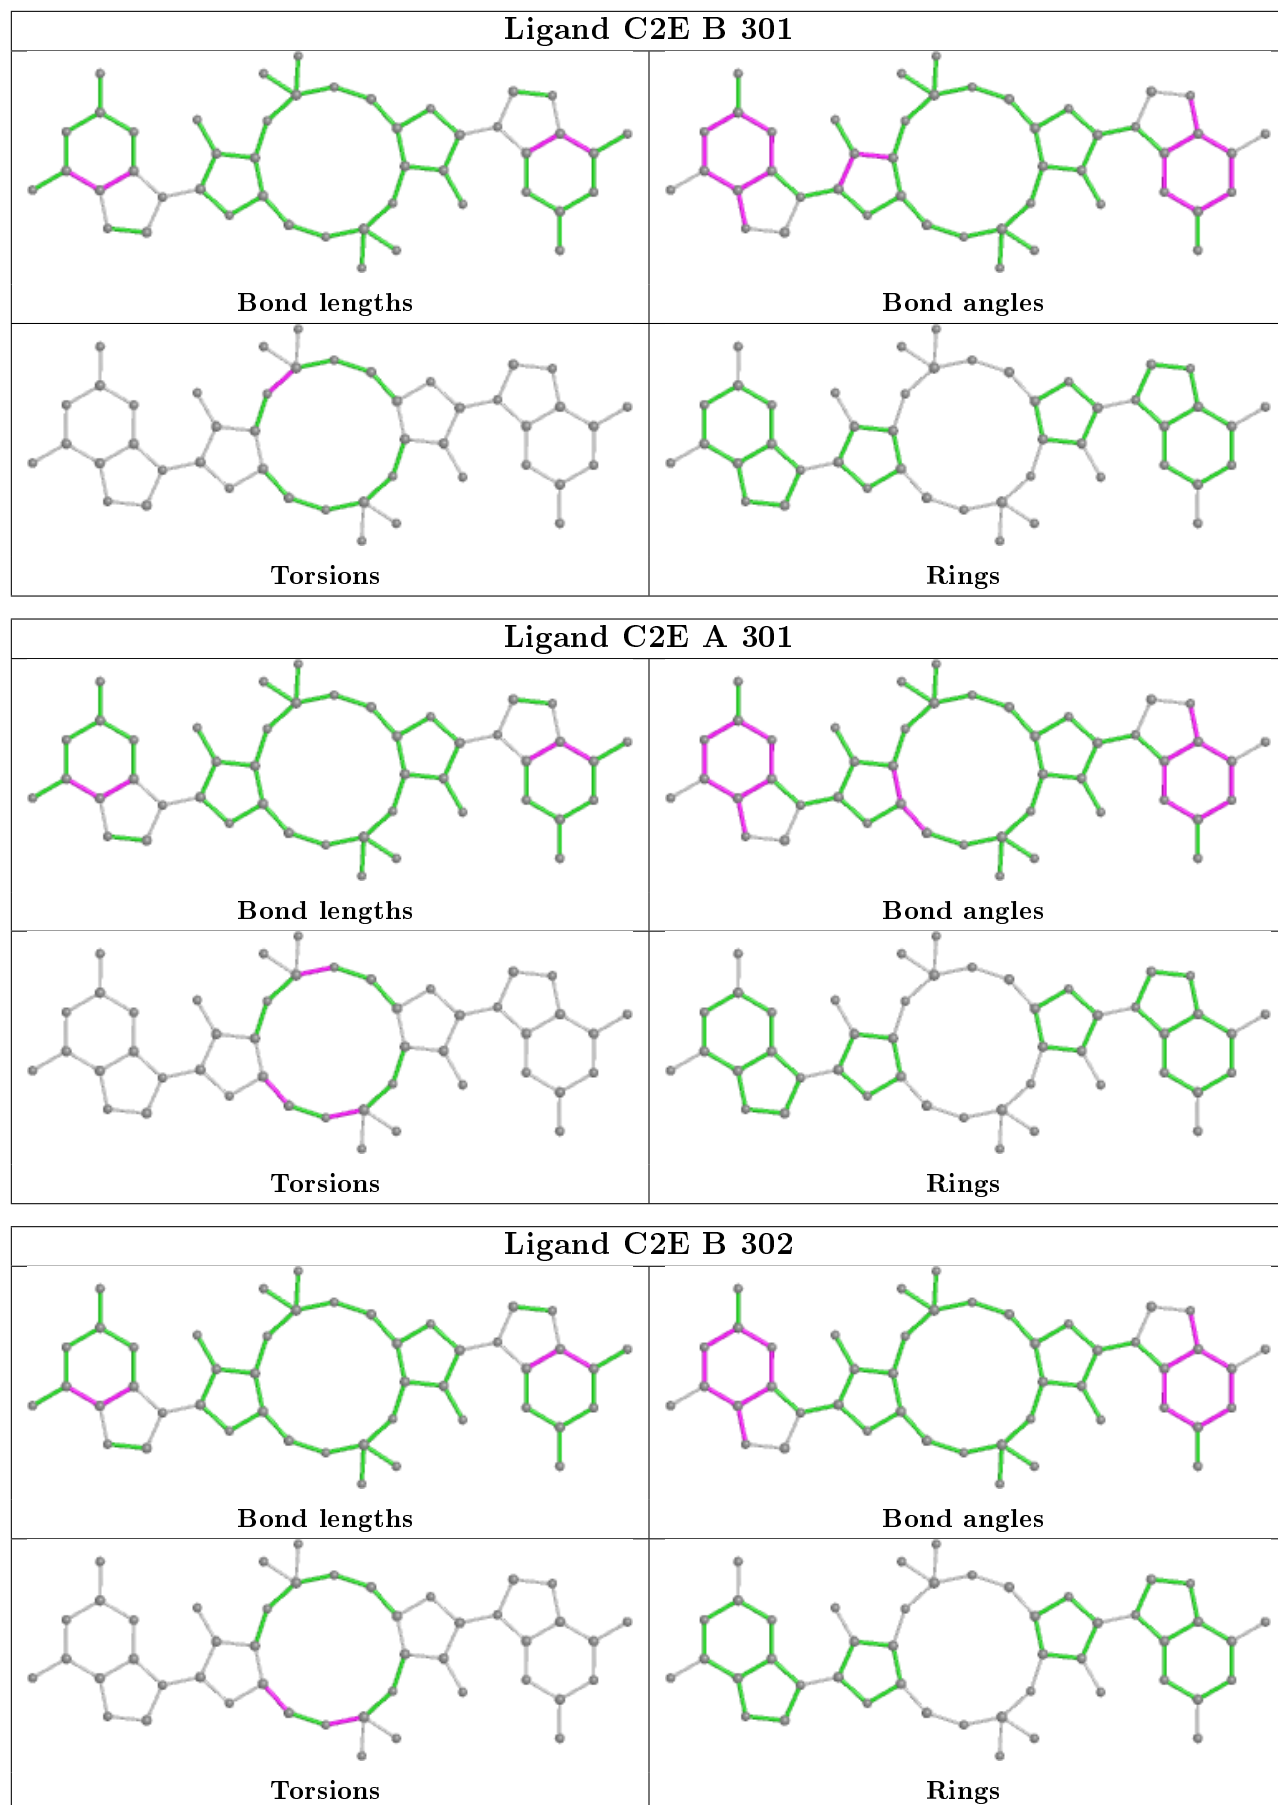 Ligand C2E B 301
Bond lengths
Bond angles
Torsions
Rings
Ligand C2E A 301
Bond lengths
Bond angles
Torsions
Rings
Ligand C2E B 302
Bond lengths
Bond angles
Torsions
Rings